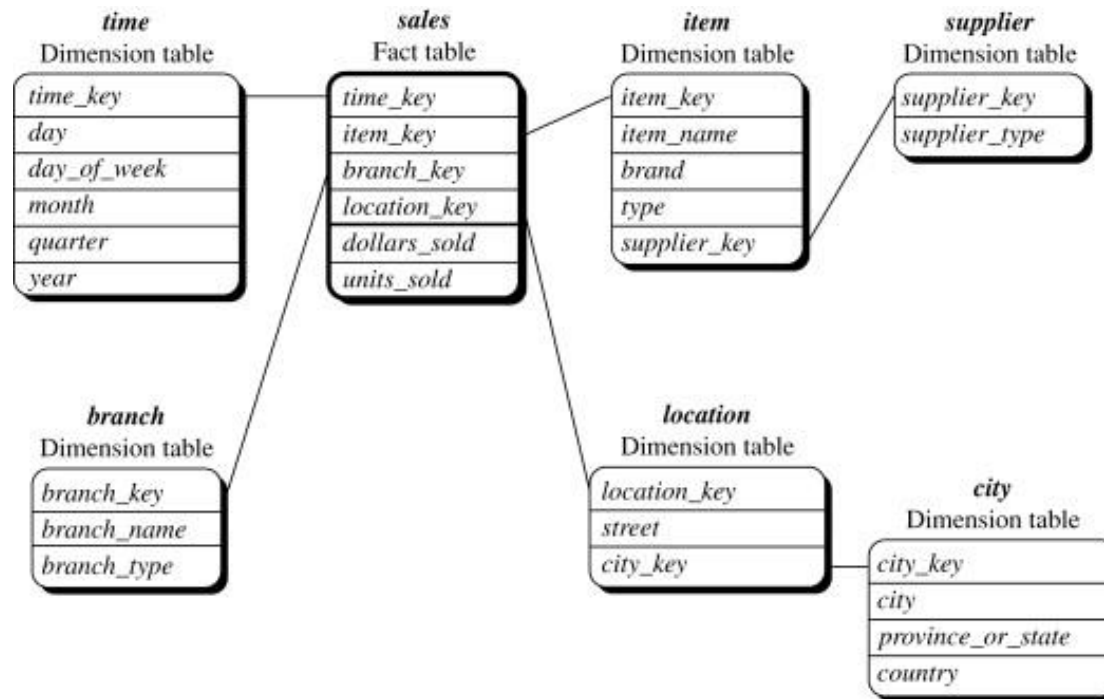 time
Dimension table
time_key
day
day_of_week
month
quarter
year
sales
Fact table
time_key
item_key
branch_key
location_key
dollars_sold
units_sold
item
Dimension table
item_key
item_name
brand
type
supplier_key
supplier
Dimension table
supplier_key
supplier_type
branch
Dimension table
branch_key
branch_name
branch_type
location
Dimension table
location_key
street
city_key
city
Dimension table
city_key
city
province_or_state
country